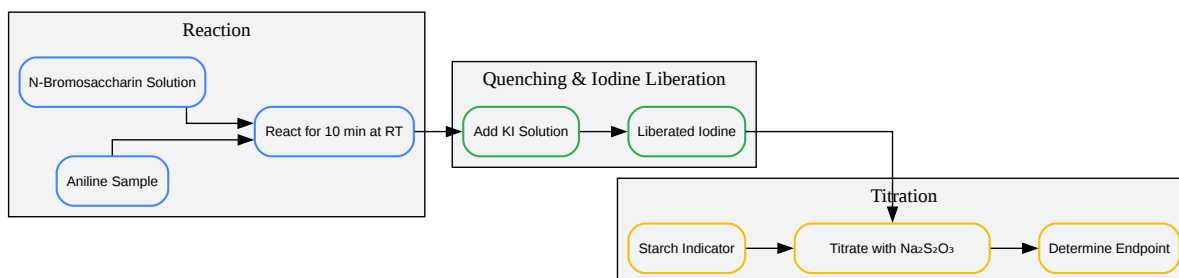 Reaction
N-Bromosaccharin Solution
Aniline Sample
React for 10 min at RT
Quenching & Iodine Liberation
Add KI Solution
Liberated Iodine
Titration
Starch Indicator
Titrate with Na₂S₂O₃
Determine Endpoint